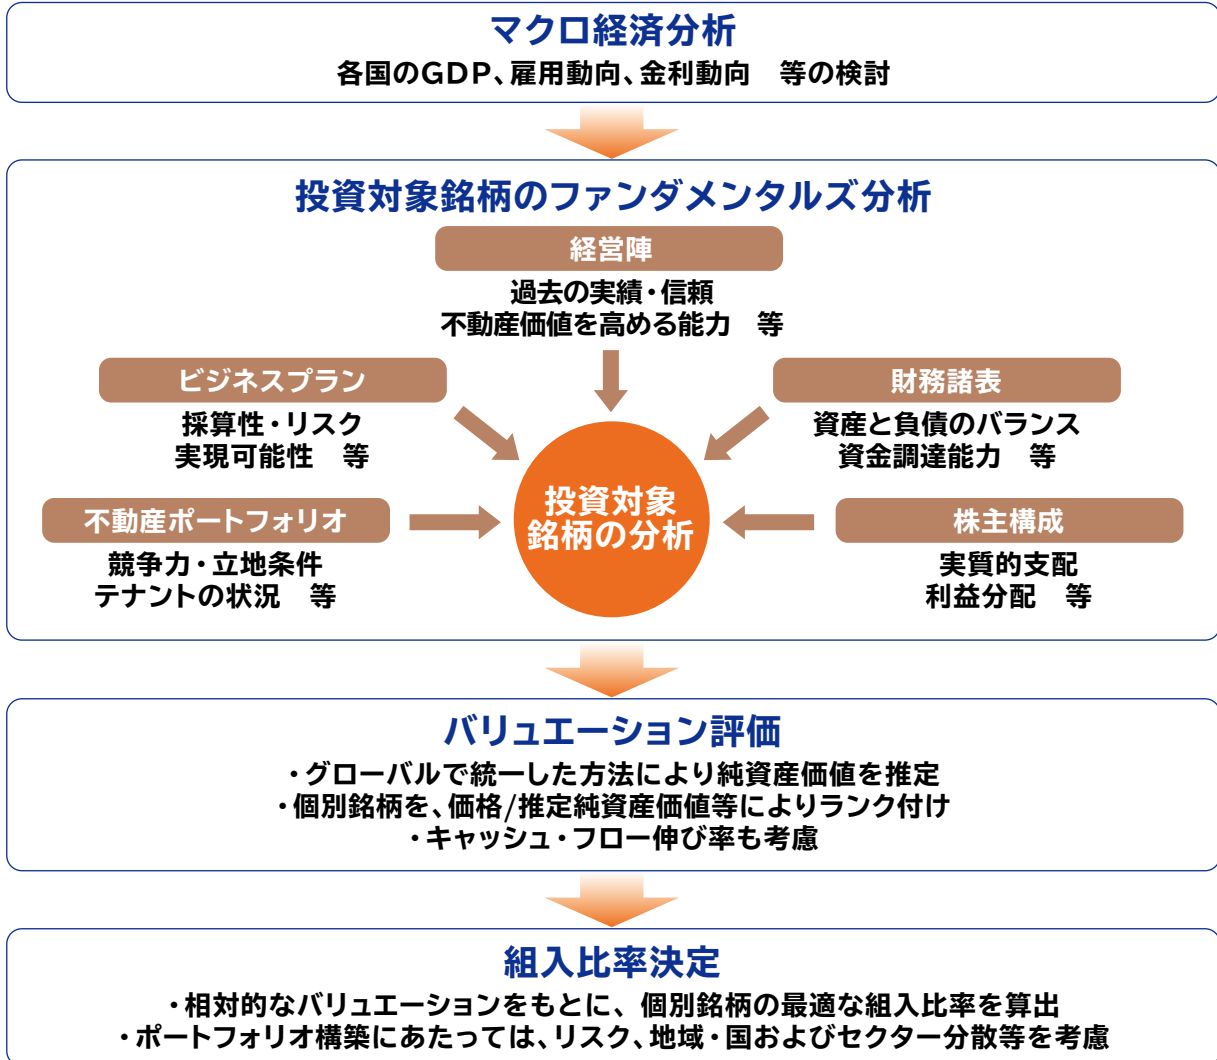 マクロ経済分析
各国のGDP、雇用動向、金利動向　等の検討
投資対象銘柄のファンダメンタルズ分析
経営陣
過去の実績・信頼
不動産価値を高める能力　等
ビジネスプラン
採算性・リスク
実現可能性　等
財務諸表
資産と負債のバランス
資金調達能力　等
不動産ポートフォリオ
競争力・立地条件
テナントの状況　等
投資対象
銘柄の分析
株主構成
実質的支配
利益分配　等
バリュエーション評価
・グローバルで統一した方法により純資産価値を推定
・個別銘柄を、価格/推定純資産価値等によりランク付け
・キャッシュ・フロー伸び率も考慮
組入比率決定
・相対的なバリュエーションをもとに、個別銘柄の最適な組入比率を算出
・ポートフォリオ構築にあたっては、リスク、地域・国およびセクター分散等を考慮